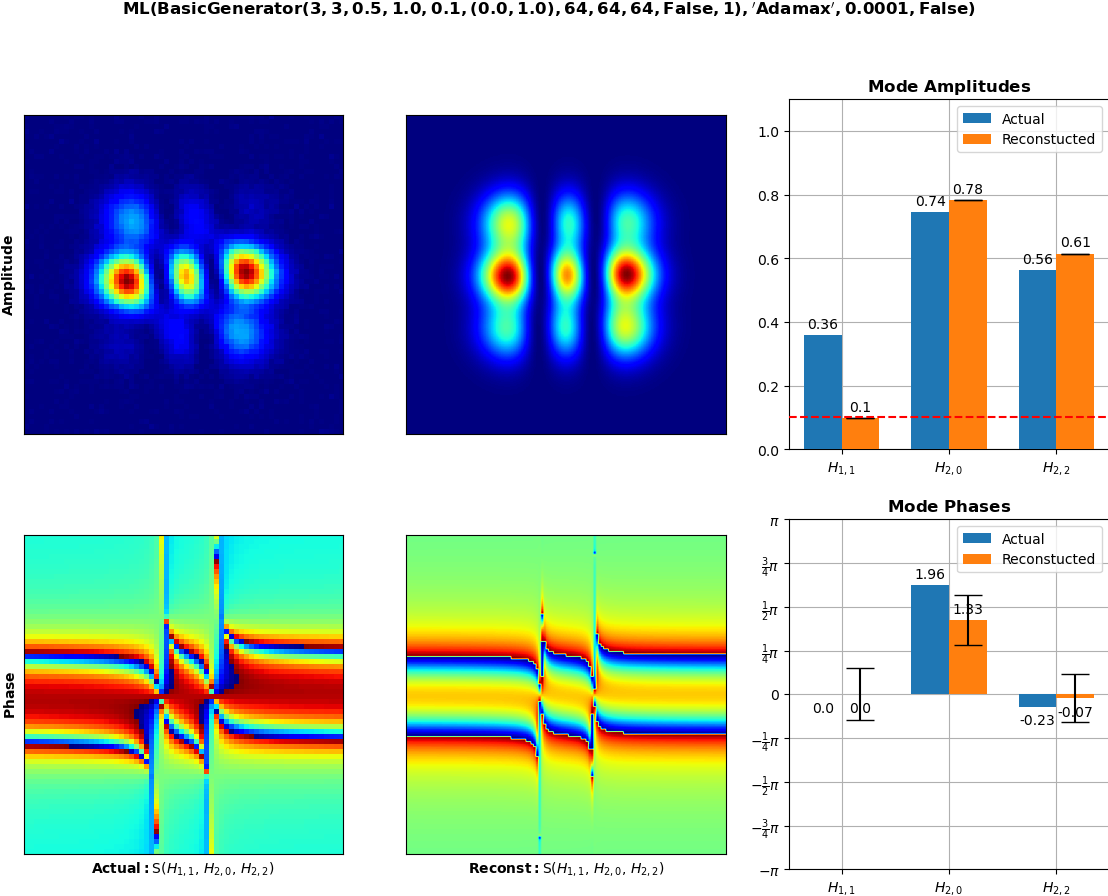 ML(BasicGenerator(3, 3, 0.5, 1.0, 0.1, (0.0, 1.0), 64, 64, 64, False, 1), 'Adamax', 0.0001, False)
Amplitude
Mode Amplitudes
Actual
Reconstucted
1.0
0.8
0.6
0.4
0.2
0.0
0.36
0.1
0.74
0.78
0.56
0.61
H1,1
H2,0
H2,2
Phase
Actual: S(H1,1, H2,0, H2,2)
Reconst: S(H1,1, H2,0, H2,2)
Mode Phases
Actual
Reconstucted
π
3/4π
1/2π
1/4π
0
−1/4π
−1/2π
−3/4π
−π
0.0
0.0
1.96
1.33
-0.23
-0.07
H1,1
H2,0
H2,2